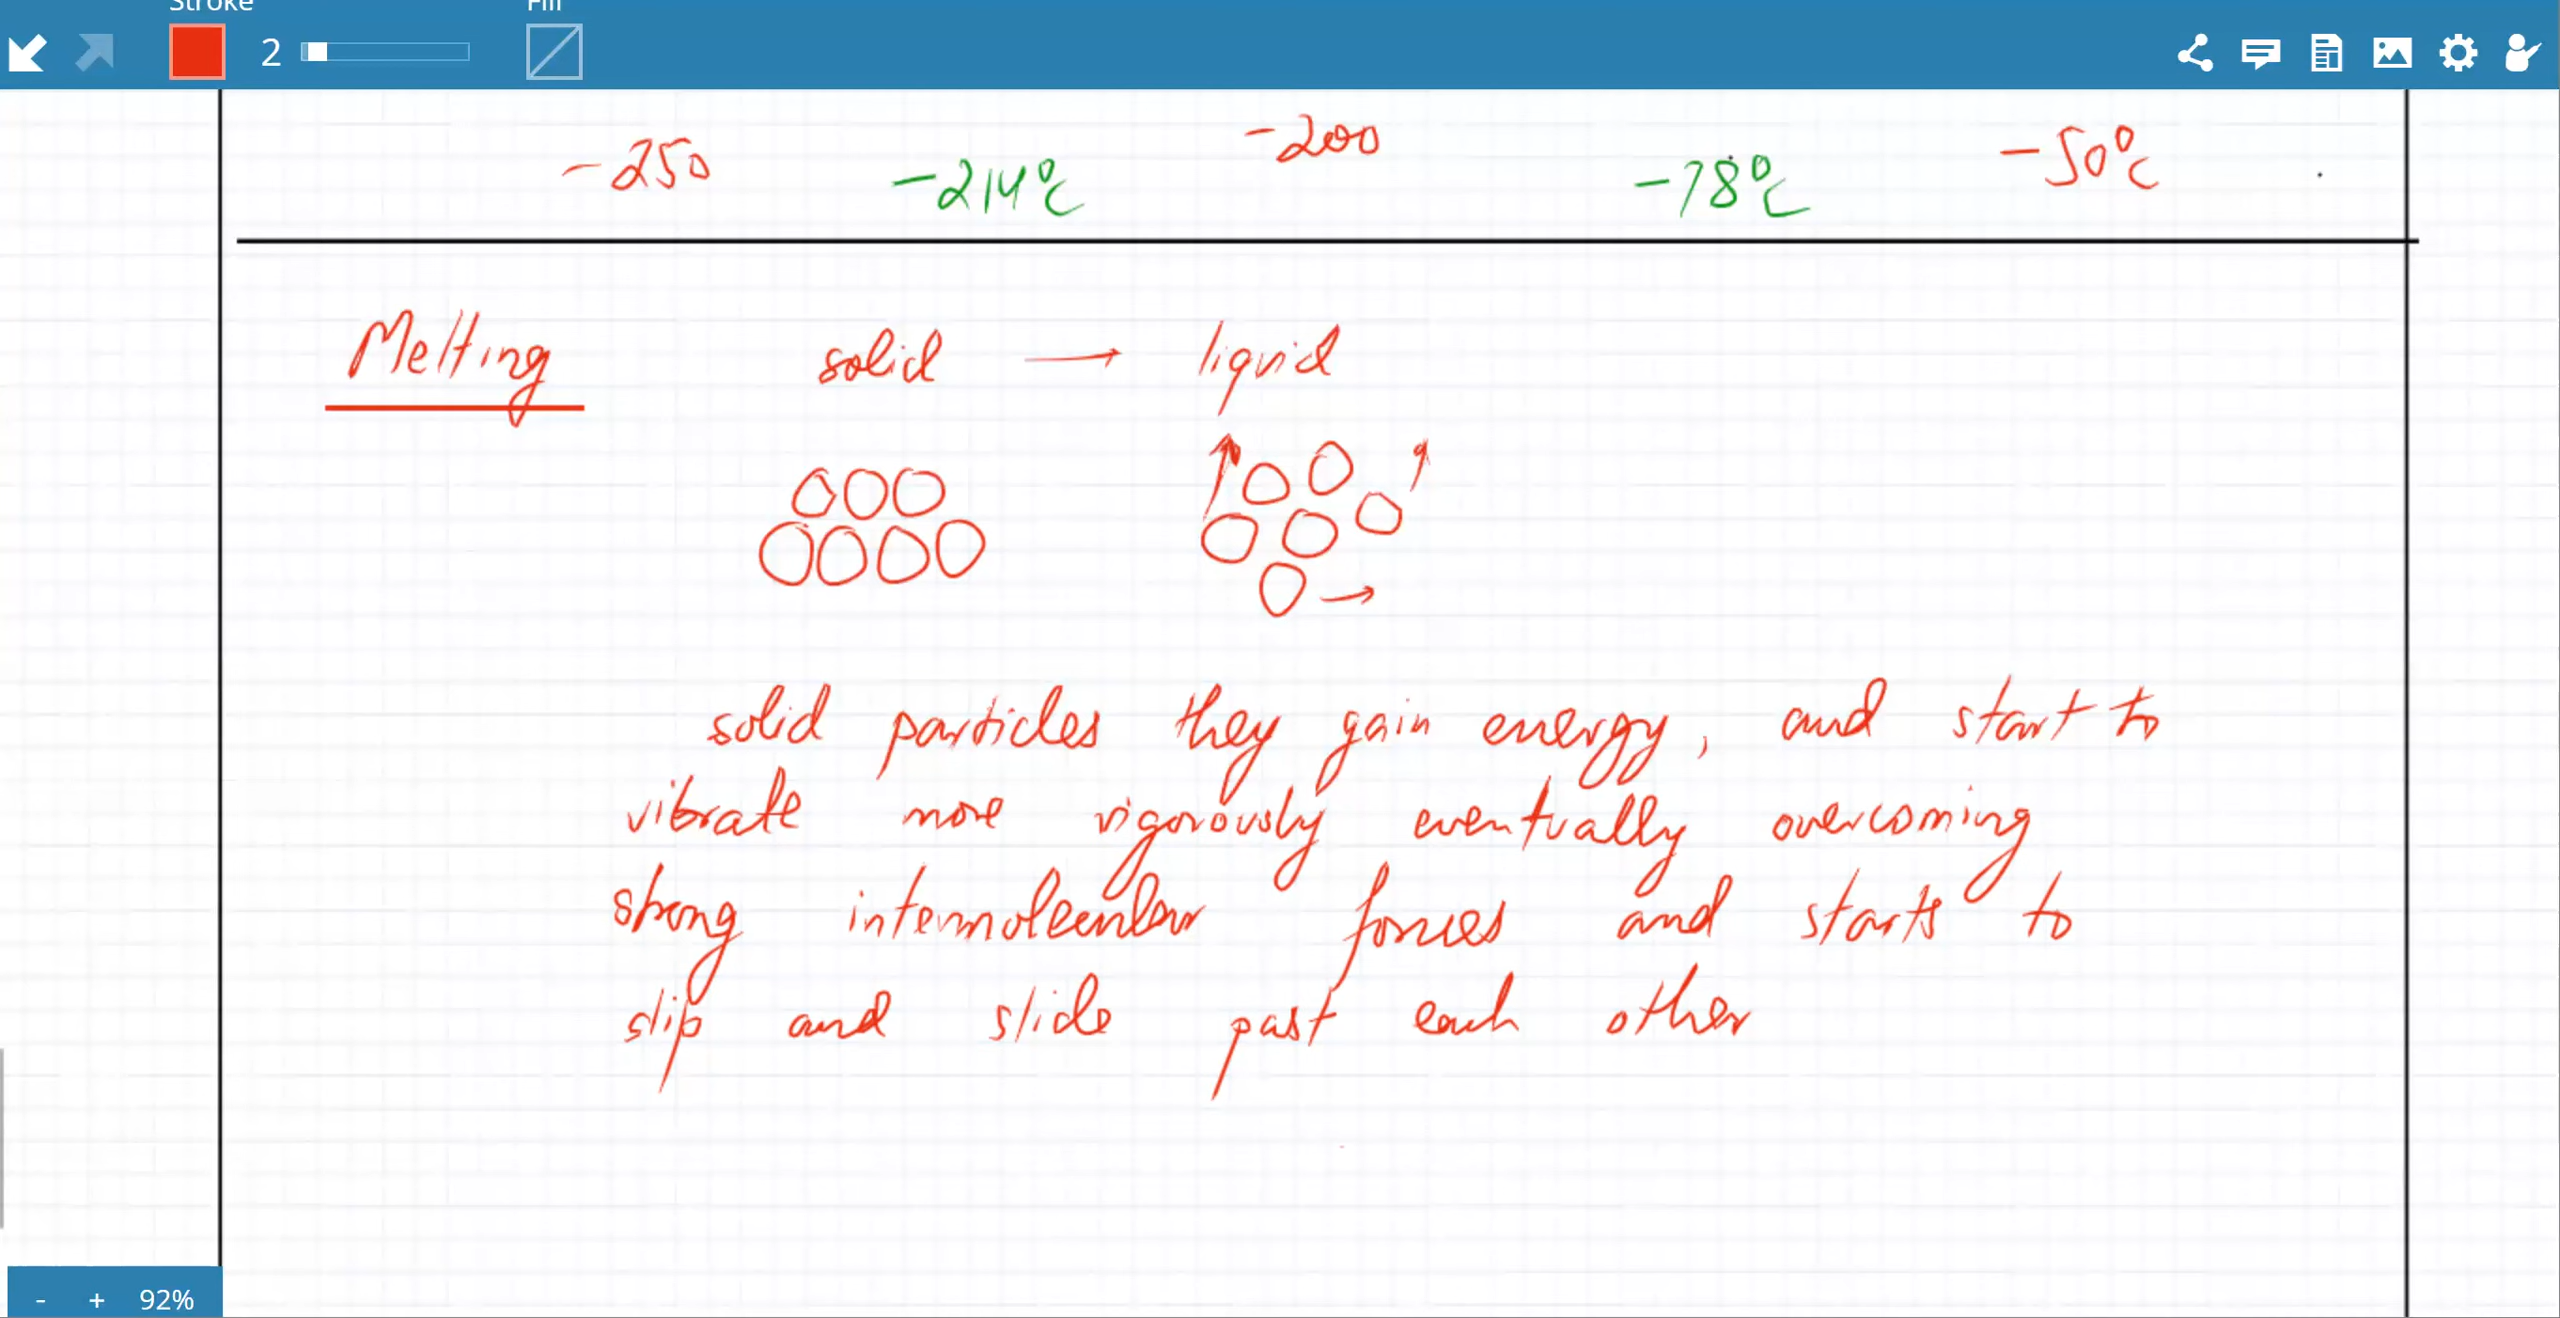 Stroke
Fill
2
-250
-214°C
-200
-78°C
-50°C
Melting
solid → liquid
solid particles they gain energy, and start to
vibrate more vigorously eventually overcoming
strong intermolecular forces and starts to
slip and slide past each other
- + 92%